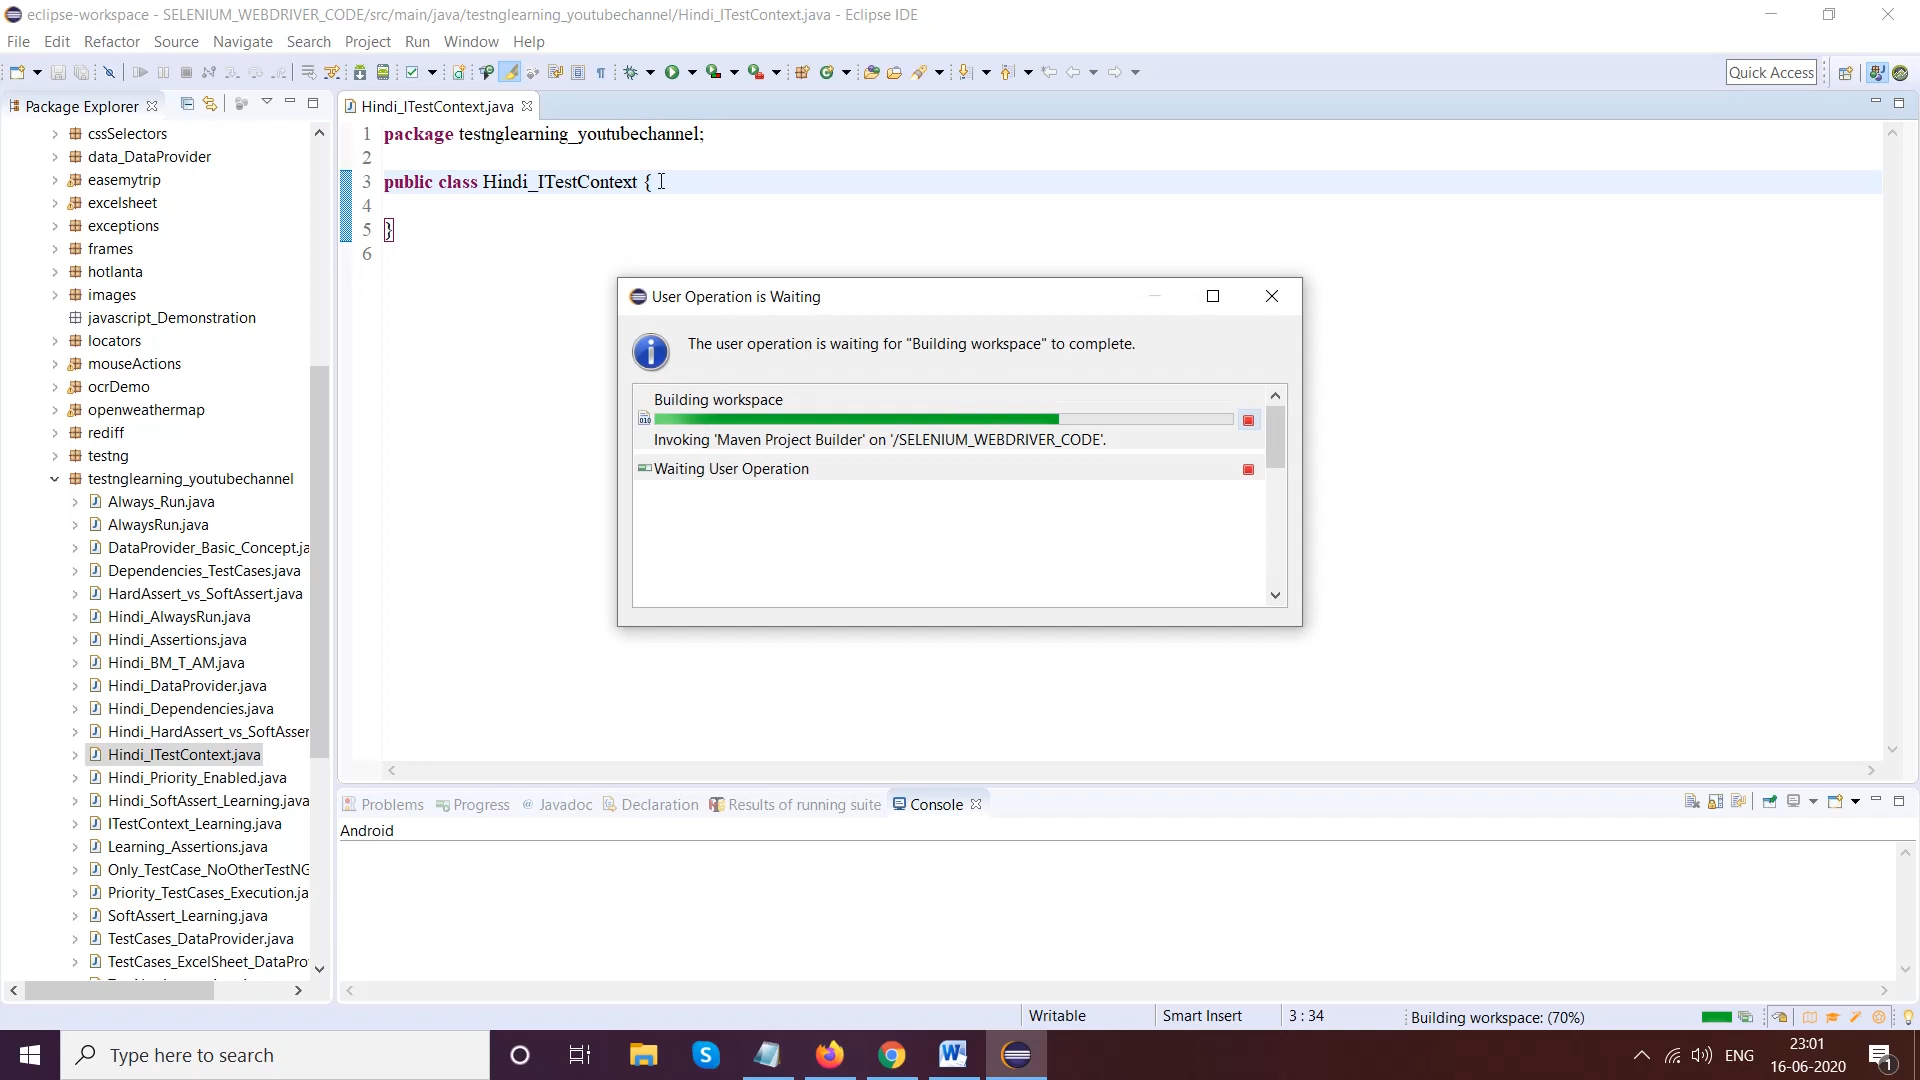 eclipse-workspace - SELENIUM_WEBDRIVER_CODE/src/main/java/testnglearning_youtubechannel/Hindi_ITestContext.java - Eclipse IDE
File Edit Refactor Source Navigate Search Project Run Window Help
Quick Access
Package Explorer
cssSelectors
data_DataProvider
easemytrip
excelsheet
exceptions
frames
hotlanta
images
javascript_Demonstration
locators
mouseActions
ocrDemo
openweathermap
rediff
testng
testnglearning_youtubechannel
Always_Run.java
AlwaysRun.java
DataProvider_Basic_Concept.ja
Dependencies_TestCases.java
HardAssert_vs_SoftAssert.java
Hindi_AlwaysRun.java
Hindi_Assertions.java
Hindi_BM_T_AM.java
Hindi_DataProvider.java
Hindi_Dependencies.java
Hindi_HardAssert_vs_SoftAsser
Hindi_ITestContext.java
Hindi_Priority_Enabled.java
Hindi_SoftAssert_Learning.java
ITestContext_Learning.java
Learning_Assertions.java
Only_TestCase_NoOtherTestNG
Priority_TestCases_Execution.ja
SoftAssert_Learning.java
TestCases_DataProvider.java
TestCases_ExcelSheet_DataPro
Hindi_ITestContext.java
1 package testnglearning_youtubechannel;
2
3 public class Hindi_ITestContext {
4
5 }
6
User Operation is Waiting
The user operation is waiting for "Building workspace" to complete.
Building workspace
010
Invoking 'Maven Project Builder' on '/SELENIUM_WEBDRIVER_CODE'.
Waiting User Operation
Problems Progress @ Javadoc Declaration Results of running suite Console
Android
Writable Smart Insert 3 : 34 Building workspace: (70%)
Type here to search
ENG
23:01
16-06-2020
1